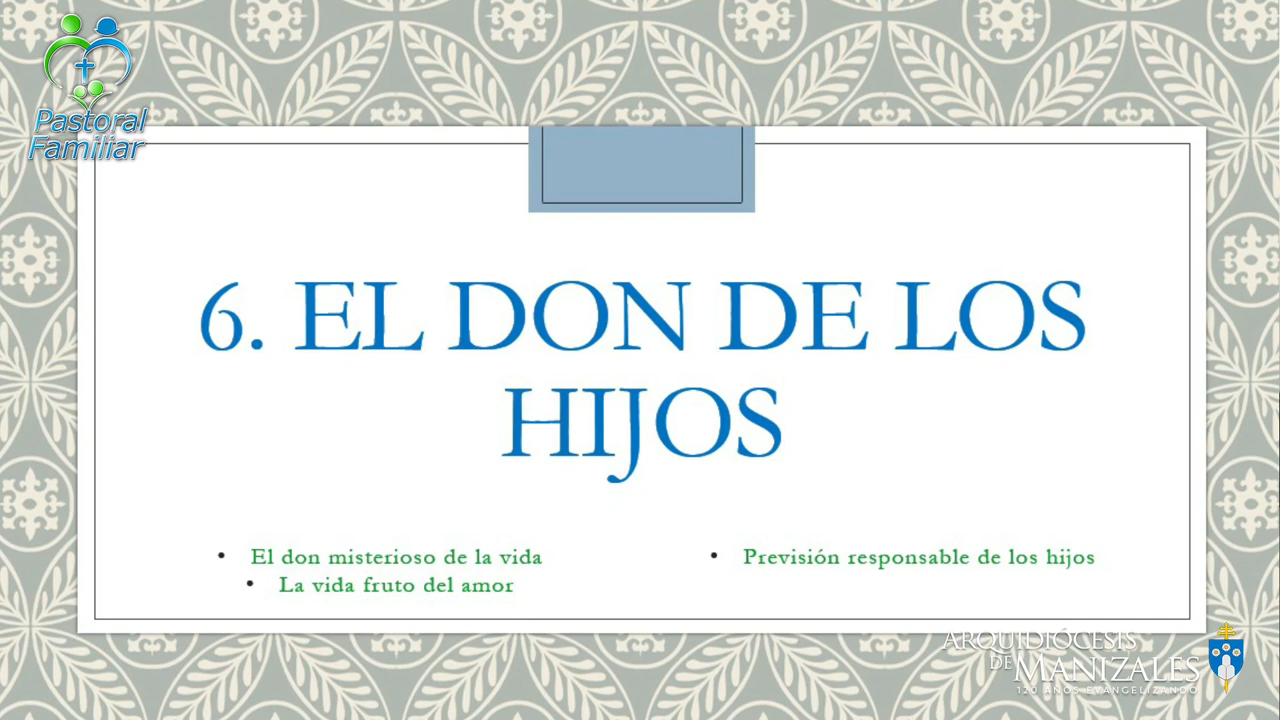 Pastoral
Familiar
6. EL DON DE LOS
HIJOS
• El don misterioso de la vida
• La vida fruto del amor
• Previsión responsable de los hijos
ARQUIDIÓCESIS
DE MANIZALES
120 AÑOS EVANGELIZANDO